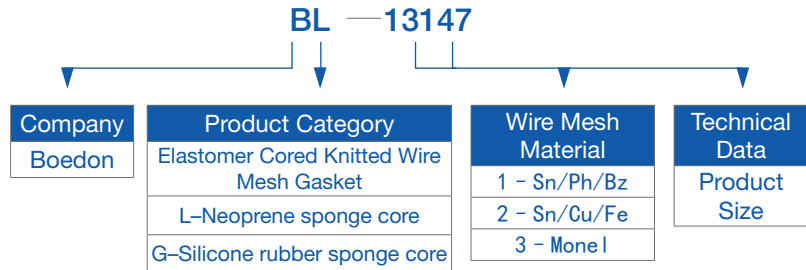 BL — 13147
Company
Boedon
Product Category
Elastomer Cored Knitted Wire
Mesh Gasket
L–Neoprene sponge core
G–Silicone rubber sponge core
Wire Mesh
Material
1 - Sn/Ph/Bz
2 - Sn/Cu/Fe
3 - Monel
Technical
Data
Product
Size